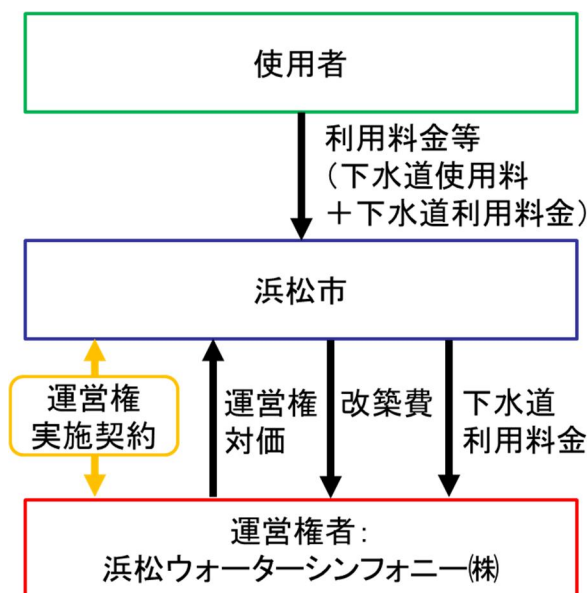 使用者
利用料金等
（下水道使用料
＋下水道利用料金）
浜松市
運営権
実施契約
運営権
対価
改築費
下水道
利用料金
運営権者：
浜松ウォーターシンフォニー㈱